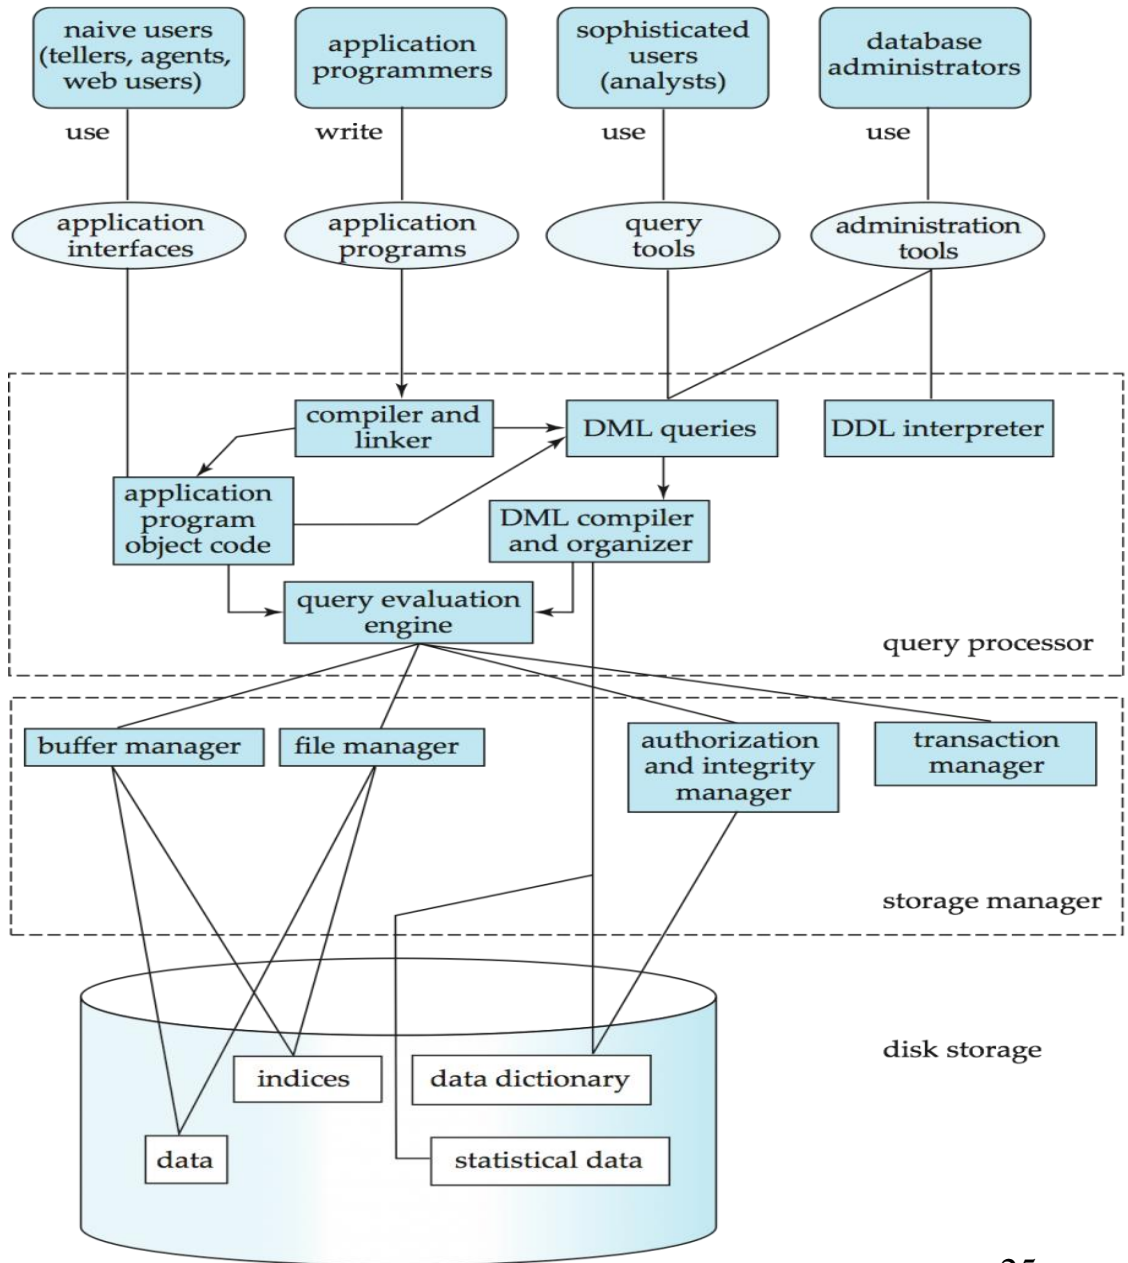 naive users
(tellers, agents,
web users)
application
programmers
sophisticated
users
(analysts)
database
administrators
use
write
use
use
application
interfaces
application
programs
query
tools
administration
tools
compiler and
linker
DML queries
DDL interpreter
application
program
object code
DML compiler
and organizer
query evaluation
engine
query processor
buffer manager
file manager
authorization
and integrity
manager
transaction
manager
storage manager
disk storage
indices
data dictionary
data
statistical data